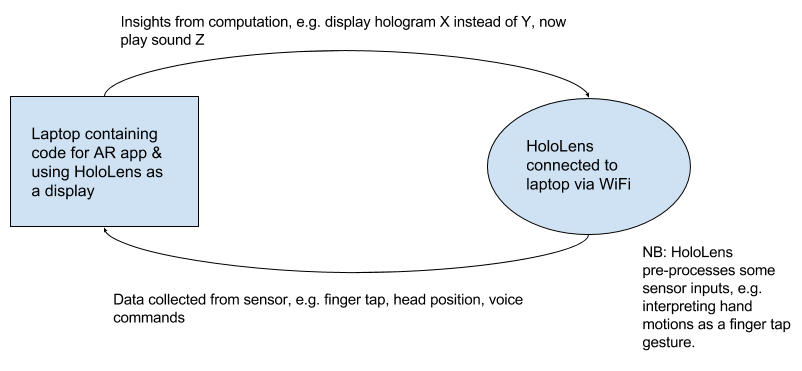 Insights from computation, e.g. display hologram X instead of Y, now
play sound Z
Laptop containing
code for AR app &
using HoloLens as
a display
HoloLens
connected to
laptop via WiFi
Data collected from sensor, e.g. finger tap, head position, voice
commands
NB: HoloLens
pre-processes some
sensor inputs, e.g.
interpreting hand
motions as a finger tap
gesture.